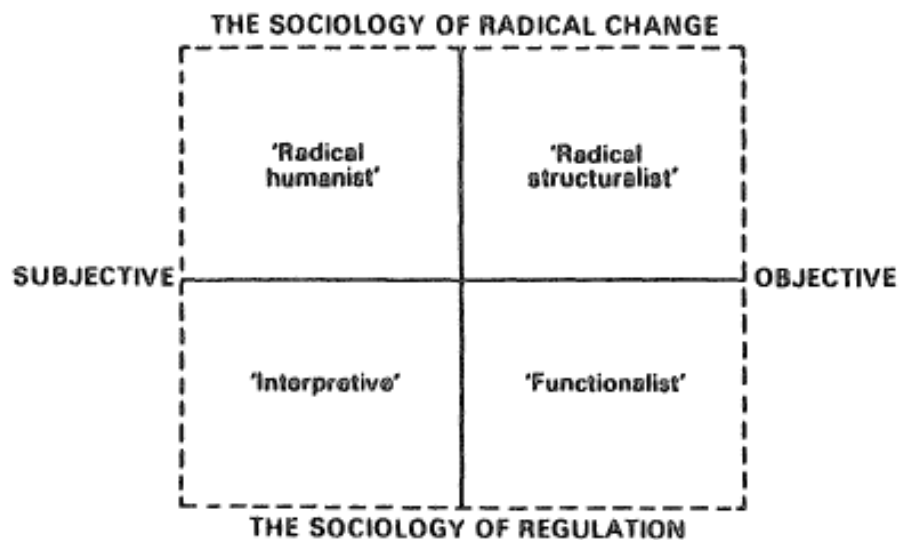 THE SOCIOLOGY OF RADICAL CHANGE
'Radical
humanist'
'Radical
structuralist'
SUBJECTIVE
OBJECTIVE
'Interpretive'
'Functionalist'
THE SOCIOLOGY OF REGULATION